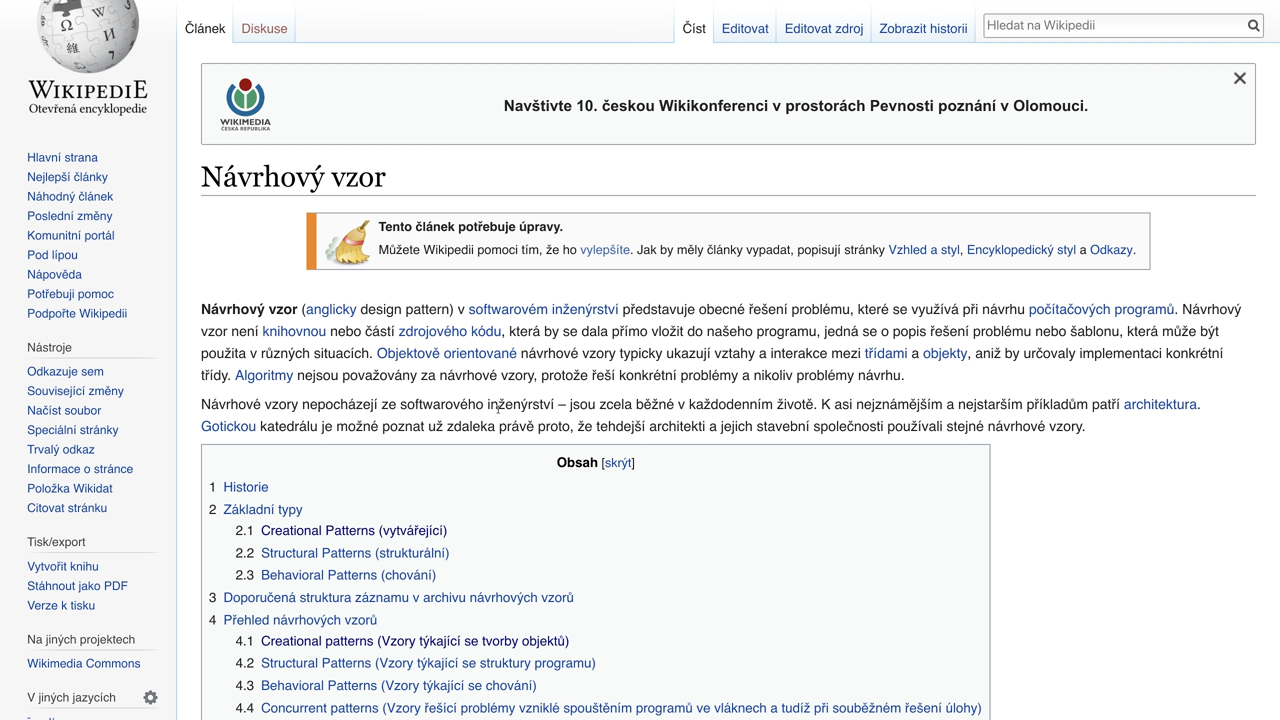 Článek
Diskuse
Číst
Editovat
Editovat zdroj
Zobrazit historii
Hledat na Wikipedii
WIKIPEDIE
Otevřená encyklopedie
Hlavní strana
Nejlepší články
Náhodný článek
Poslední změny
Komunitní portál
Pod lípou
Nápověda
Potřebuji pomoc
Podpořte Wikipedii
Nástroje
Odkazuje sem
Související změny
Načíst soubor
Speciální stránky
Trvalý odkaz
Informace o stránce
Položka Wikidat
Citovat stránku
Tisk/export
Vytvořit knihu
Stáhnout jako PDF
Verze k tisku
Na jiných projektech
Wikimedia Commons
V jiných jazycích
WIKIMEDIA
ČESKÁ REPUBLIKA
Navštivte 10. českou Wikikonferenci v prostorách Pevnosti poznání v Olomouci.
Návrhový vzor
Tento článek potřebuje úpravy.
Můžete Wikipedii pomoci tím, že ho vylepšíte. Jak by měly články vypadat, popisují stránky Vzhled a styl, Encyklopedický styl a Odkazy.
Návrhový vzor (anglicky design pattern) v softwarovém inženýrství představuje obecné řešení problému, které se využívá při návrhu počítačových programů. Návrhový
vzor není knihovnou nebo částí zdrojového kódu, která by se dala přímo vložit do našeho programu, jedná se o popis řešení problému nebo šablonu, která může být
použita v různých situacích. Objektově orientované návrhové vzory typicky ukazují vztahy a interakce mezi třídami a objekty, aniž by určovaly implementaci konkrétní
třídy. Algoritmy nejsou považovány za návrhové vzory, protože řeší konkrétní problémy a nikoliv problémy návrhu.
Návrhové vzory nepocházejí ze softwarového inženýrství – jsou zcela běžné v každodenním životě. K asi nejznámějším a nejstarším příkladům patří architektura.
Gotickou katedrálu je možné poznat už zdaleka právě proto, že tehdejší architekti a jejich stavební společnosti používali stejné návrhové vzory.
Obsah [skrýt]
1 Historie
2 Základní typy
2.1 Creational Patterns (vytvářející)
2.2 Structural Patterns (strukturální)
2.3 Behavioral Patterns (chování)
3 Doporučená struktura záznamu v archivu návrhových vzorů
4 Přehled návrhových vzorů
4.1 Creational patterns (Vzory týkající se tvorby objektů)
4.2 Structural Patterns (Vzory týkající se struktury programu)
4.3 Behavioral Patterns (Vzory týkající se chování)
4.4 Concurrent patterns (Vzory řešící problémy vzniklé spouštěním programů ve vláknech a tudíž při souběžném řešení úlohy)